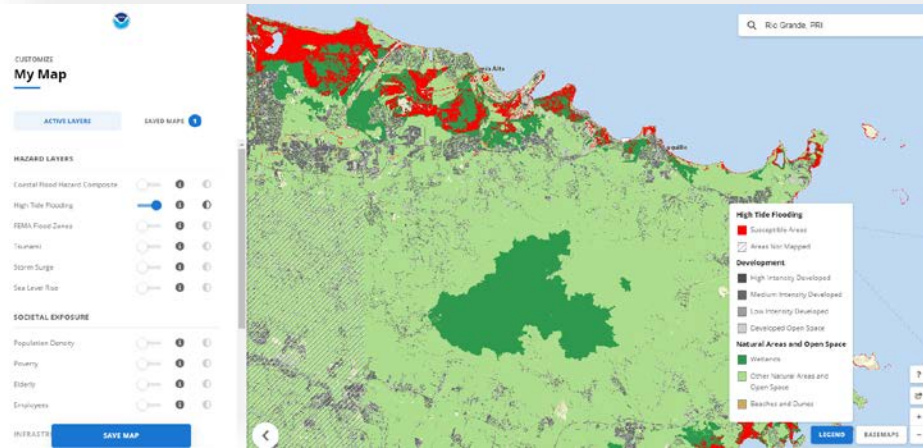 CUSTOMIZE
My Map
ACTIVE LAYERS
SAVED MAPS 1
HAZARD LAYERS
Coastal Flood Hazard Composite
High Tide Flooding
FEMA Flood Zones
Tsunami
Storm Surge
Sea Level Rise
SOCIETAL EXPOSURE
Population Density
Poverty
Elderly
Employees
SAVE MAP
Rio Grande, PRI
High Tide Flooding
Susceptible Areas
Areas Not Mapped
Development
High Intensity Developed
Medium Intensity Developed
Low Intensity Developed
Developed Open Space
Natural Areas and Open Space
Wetlands
Other Natural Areas and
Open Space
Beaches and Dunes
LEGEND
BASEMAPS